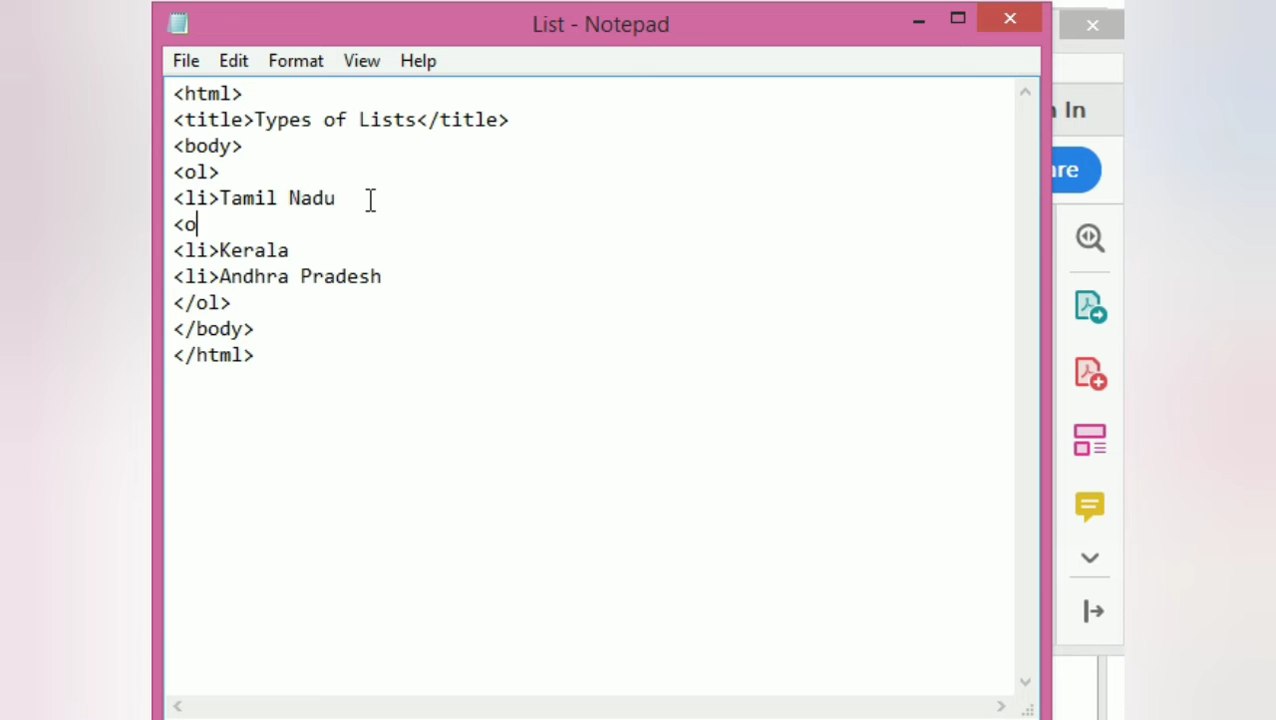 List - Notepad
File Edit Format View Help
<html>
<title>Types of Lists</title>
<body>
<ol>
<li>Tamil Nadu
<o
<li>Kerala
<li>Andhra Pradesh
</ol>
</body>
</html>
In
re